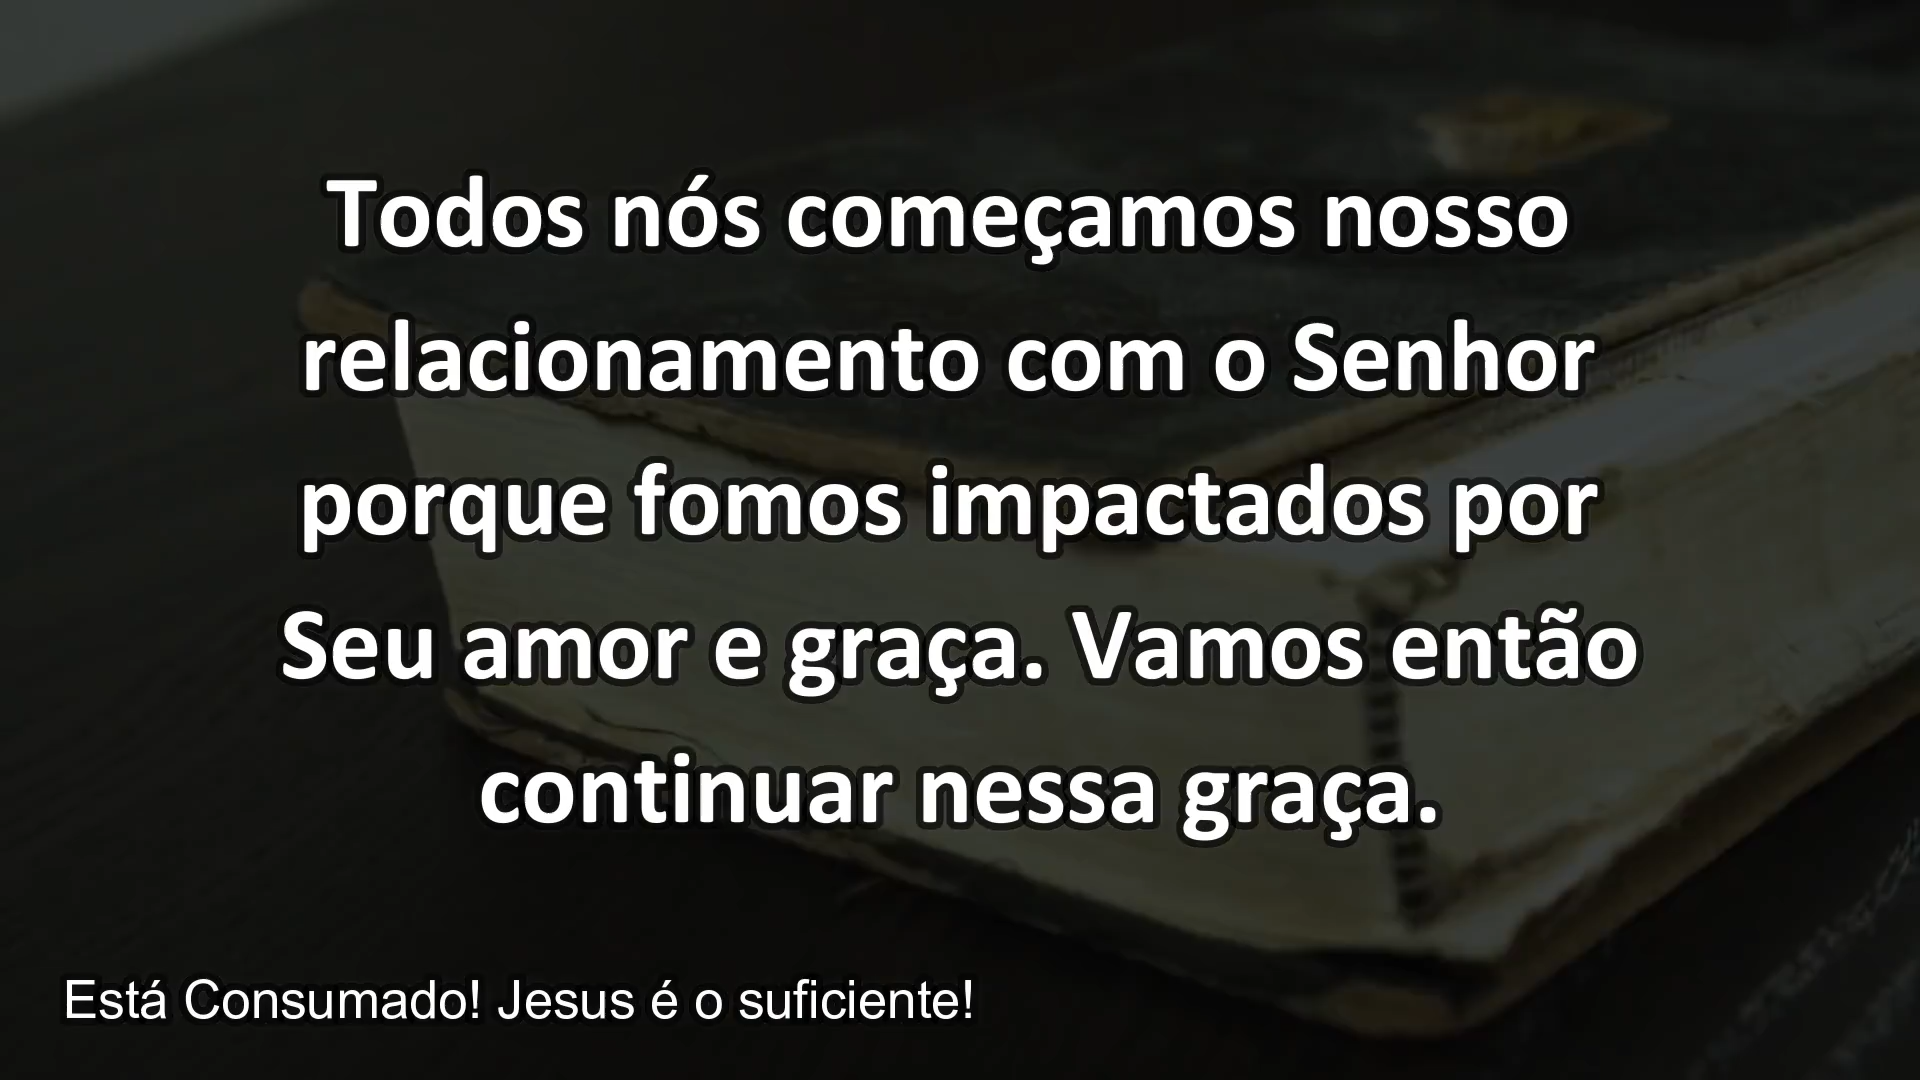 Todos nós começamos nosso
relacionamento com o Senhor
porque fomos impactados por
Seu amor e graça. Vamos então
continuar nessa graça.
Está Consumado! Jesus é o suficiente!